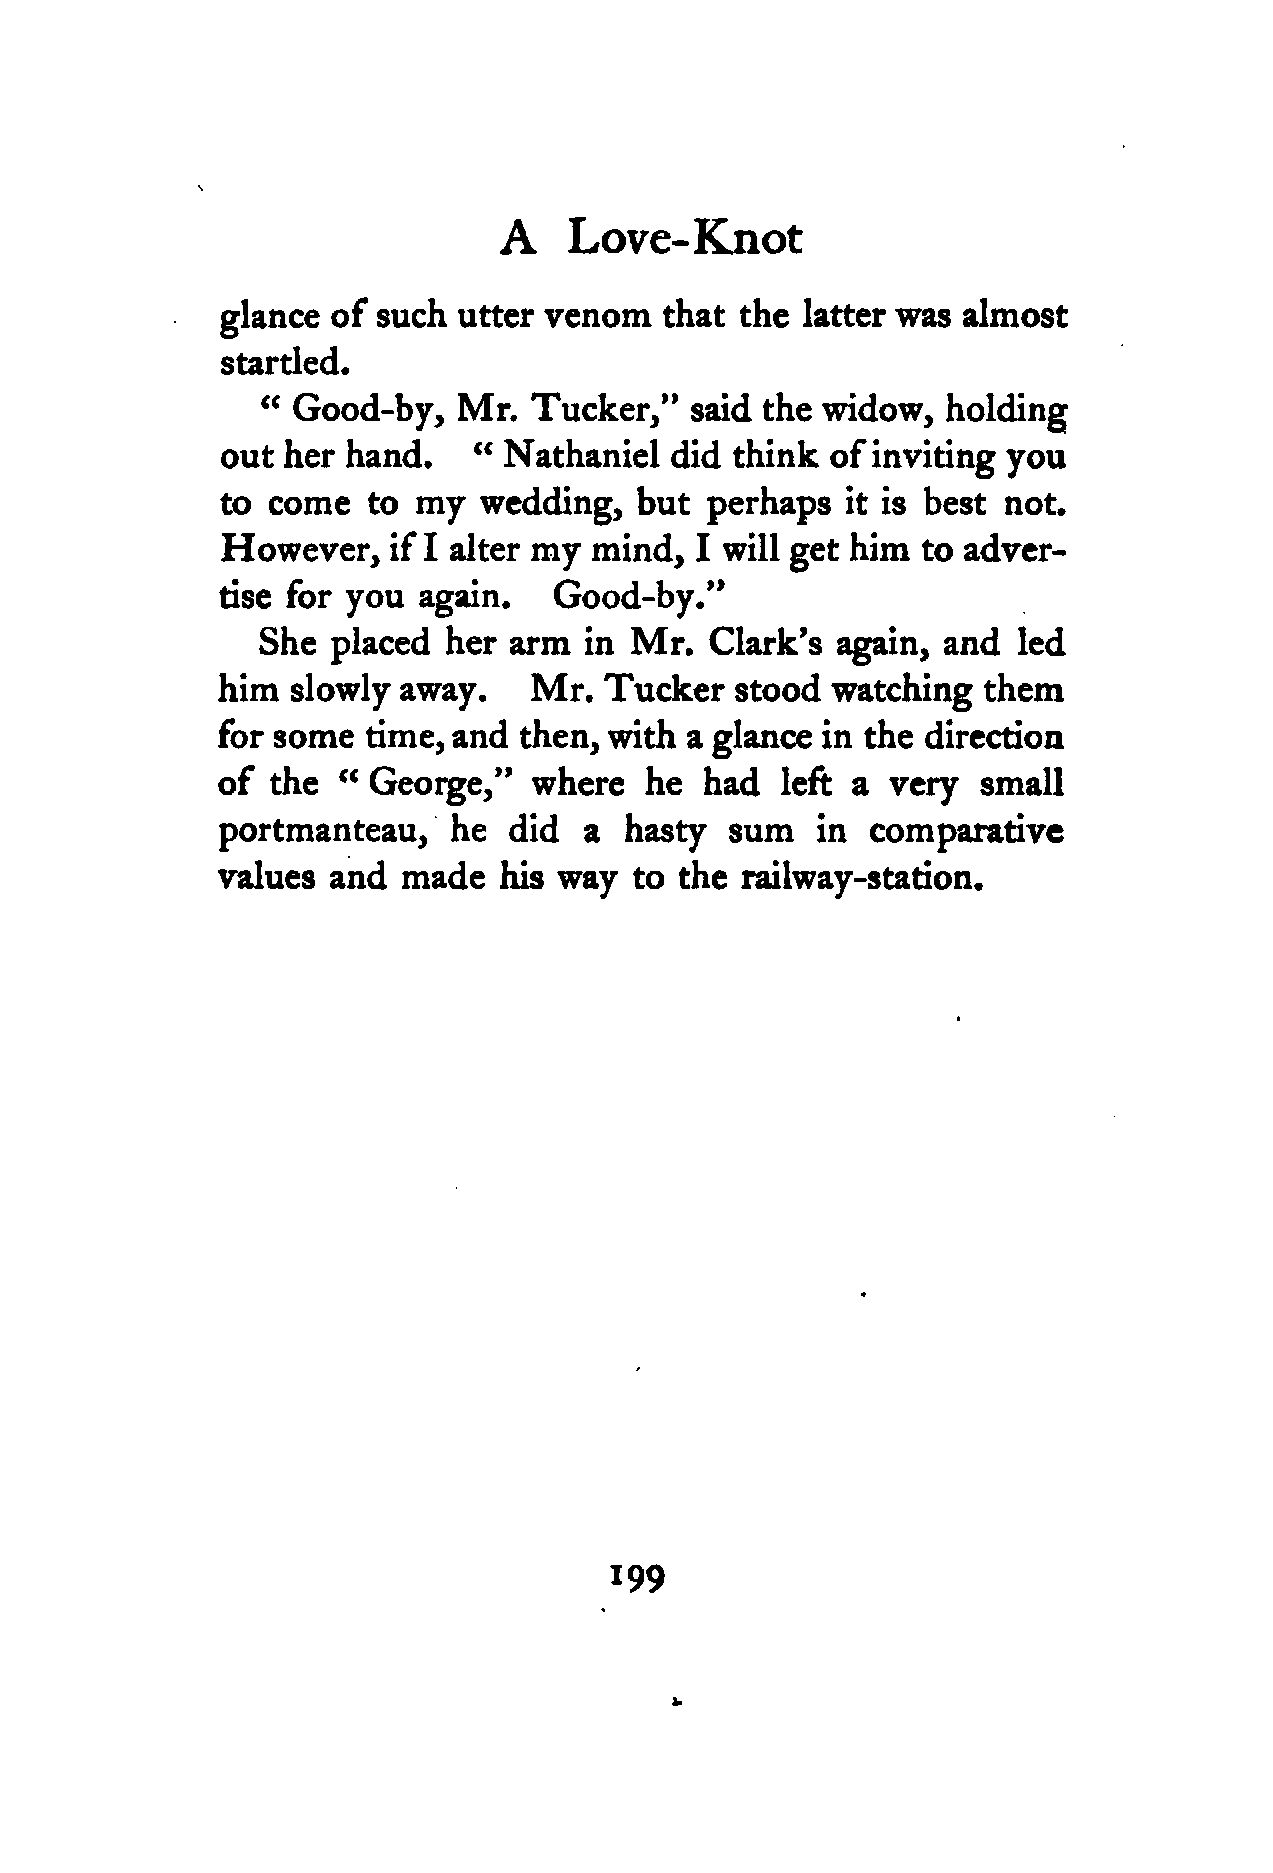 A Love-Knot
glance of such utter venom that the latter was almost
startled.
“ Good-by, Mr. Tucker,” said the widow, holding
out her hand. “ Nathaniel did think of inviting you
to come to my wedding, but perhaps it is best not.
However, if I alter my mind, I will get him to adver-
tise for you again. Good-by.”
She placed her arm in Mr. Clark’s again, and led
him slowly away. Mr. Tucker stood watching them
for some time, and then, with a glance in the direction
of the “ George,” where he had left a very small
portmanteau, he did a hasty sum in comparative
values and made his way to the railway-station.
199